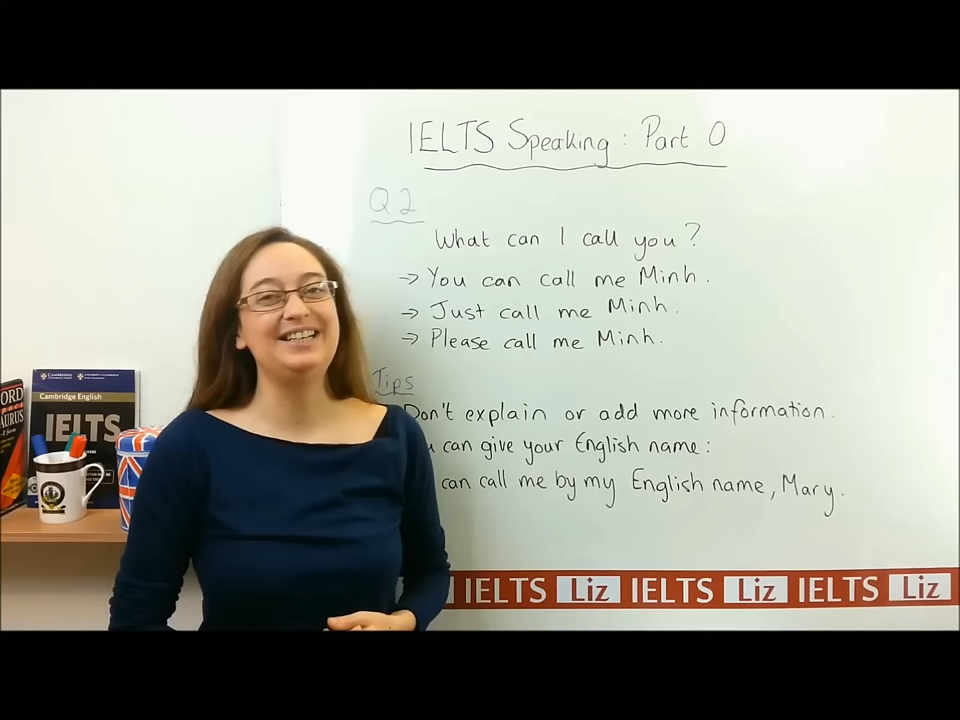 IELTS Speaking : Part 0
Q2
What can I call you?
→ You can call me Minh.
→ Just call me Minh.
→ Please call me Minh.
Tips
Don't explain or add more information.
can give your English name:
can call me by my English name, Mary.
IELTS Liz IELTS Liz IELTS Liz
Cambridge English
IELTS